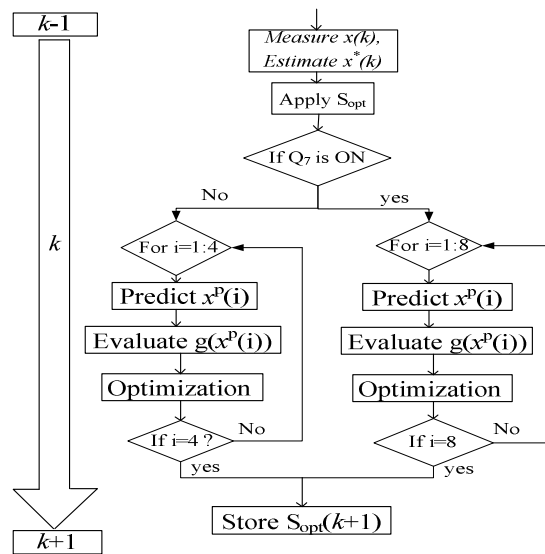 k-1
Measure x(k),
Estimate x*(k)
Apply Sopt
If Q7 is ON
No
yes
k
For i=1:4
For i=1:8
Predict xᵖ(i)
Predict xᵖ(i)
Evaluate g(xᵖ(i))
Evaluate g(xᵖ(i))
Optimization
Optimization
If i=4 ?
No
If i=8
No
yes
yes
Store Sopt(k+1)
k+1